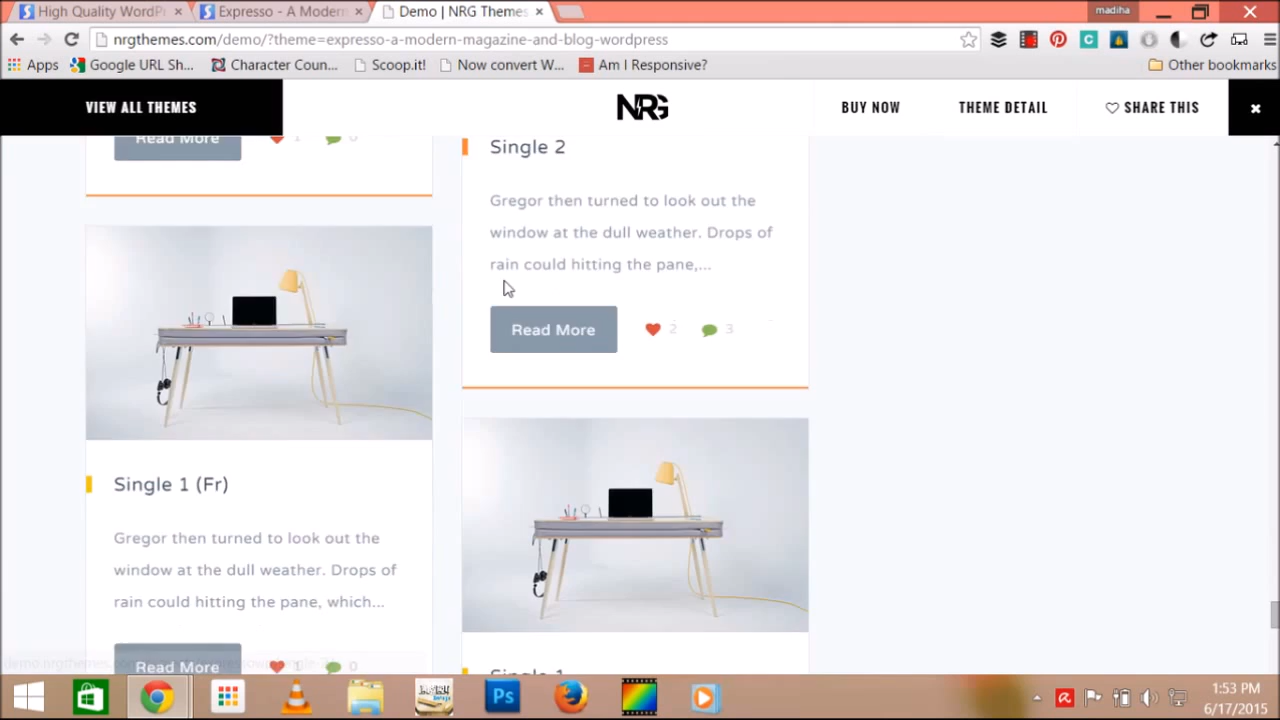 High Quality WordP
Expresso - A Modern
Demo | NRG Themes
madiha
nrgthemes.com/demo/?theme=expresso-a-modern-magazine-and-blog-wordpress
Apps
Google URL Sh...
Character Coun...
Scoop.it!
Now convert W...
Am I Responsive?
Other bookmarks
VIEW ALL THEMES
NRG
BUY NOW
THEME DETAIL
SHARE THIS
Read More 1 0
Single 2
Gregor then turned to look out the
window at the dull weather. Drops of
rain could hitting the pane,...
Read More 2 3
Single 1 (Fr)
Gregor then turned to look out the
window at the dull weather. Drops of
rain could hitting the pane, which...
Read More 1 0
Single 1
Ps
1:53 PM
6/17/2015